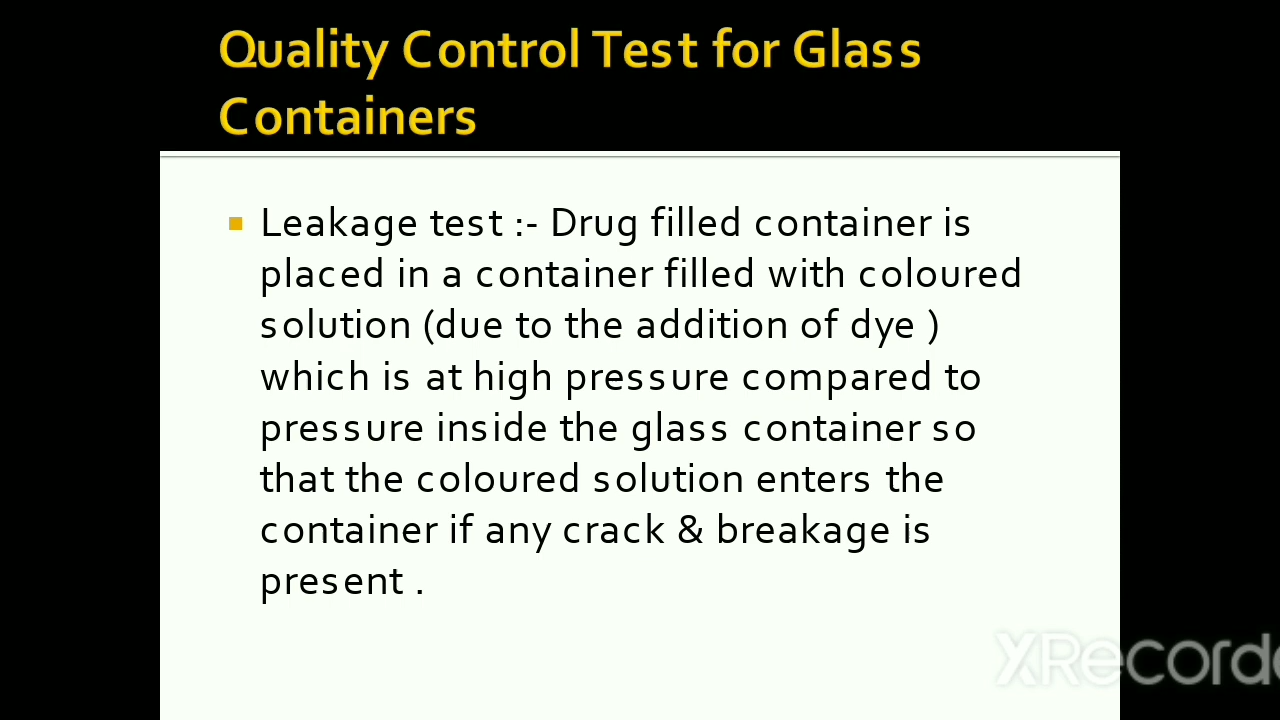 Quality Control Test for Glass
Containers
Leakage test :- Drug filled container is
placed in a container filled with coloured
solution (due to the addition of dye )
which is at high pressure compared to
pressure inside the glass container so
that the coloured solution enters the
container if any crack & breakage is
present .
XRecorde